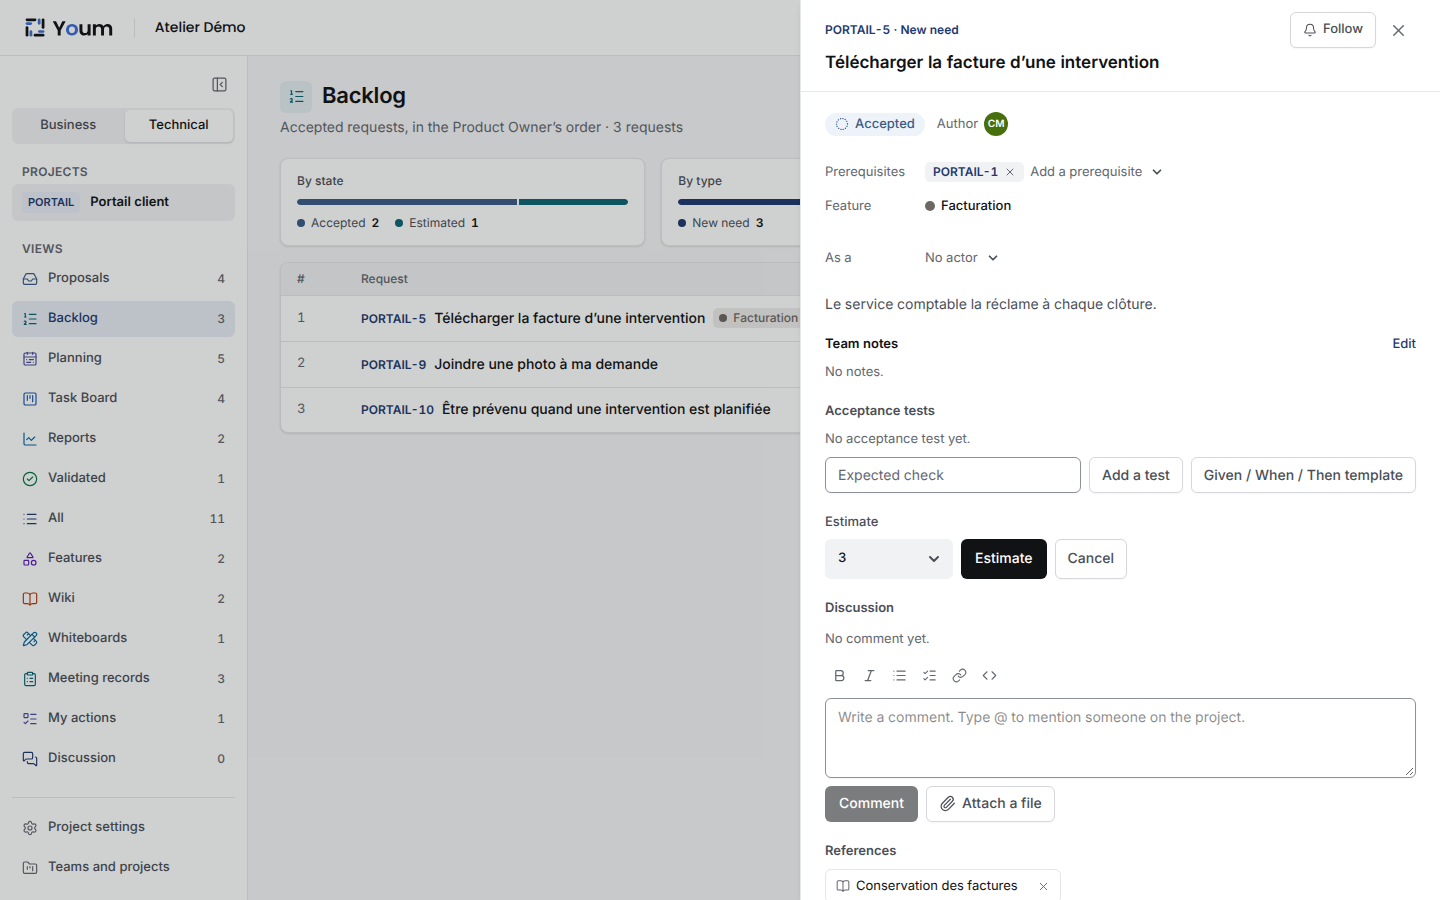 Youm
Atelier Démo
Business
Technical
PROJECTS
PORTAIL
Portail client
VIEWS
Proposals
4
Backlog
3
Planning
5
Task Board
4
Reports
2
Validated
1
All
11
Features
2
Wiki
2
Whiteboards
1
Meeting records
3
My actions
1
Discussion
0
Project settings
Teams and projects
Backlog
Accepted requests, in the Product Owner’s order · 3 requests
By state
Accepted 2
Estimated 1
By type
New need 3
# Request
1 PORTAIL-5 Télécharger la facture d’une intervention Facturation
2 PORTAIL-9 Joindre une photo à ma demande
3 PORTAIL-10 Être prévenu quand une intervention est planifiée
PORTAIL-5 · New need
Follow
Télécharger la facture d’une intervention
Accepted
Author CM
Prerequisites PORTAIL-1 Add a prerequisite
Feature Facturation
As a No actor
Le service comptable la réclame à chaque clôture.
Team notes
Edit
No notes.
Acceptance tests
No acceptance test yet.
Expected check
Add a test
Given / When / Then template
Estimate
3
Estimate
Cancel
Discussion
No comment yet.
Write a comment. Type @ to mention someone on the project.
Comment
Attach a file
References
Conservation des factures